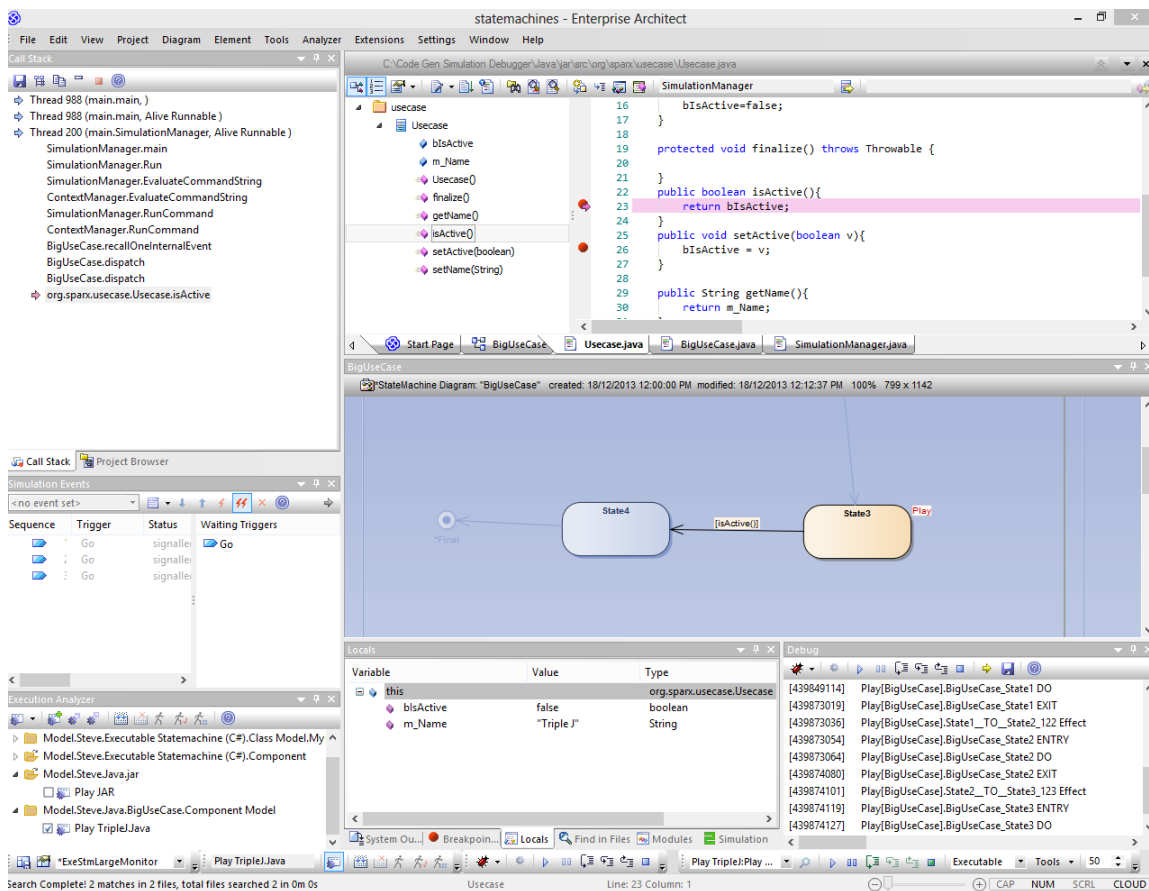 statemachines - Enterprise Architect
File Edit View Project Diagram Element Tools Analyzer Extensions Settings Window Help
Call Stack
Thread 988 (main.main, )
Thread 988 (main.main, Alive Runnable )
Thread 200 (main.SimulationManager, Alive Runnable )
SimulationManager.main
SimulationManager.Run
SimulationManager.EvaluateCommandString
ContextManager.EvaluateCommandString
SimulationManager.RunCommand
ContextManager.RunCommand
BigUseCase.recallOneInternalEvent
BigUseCase.dispatch
BigUseCase.dispatch
org.sparx.usecase.Usecase.isActive
Call Stack Project Browser
C:\Code Gen Simulation Debugger\Java\jar\src\org\sparx\usecase\Usecase.java
SimulationManager
usecase
Usecase
bIsActive
m_Name
Usecase()
finalize()
getName()
isActive()
setActive(boolean)
setName(String)
16 bIsActive=false;
17 }
18
19 protected void finalize() throws Throwable {
20
21 }
22 public boolean isActive(){
23 return bIsActive;
24 }
25 public void setActive(boolean v){
26 bIsActive = v;
27 }
28
29 public String getName(){
30 return m_Name;
Start Page BigUseCase Usecase.java BigUseCase.java SimulationManager.java
BigUseCase
*StateMachine Diagram: "BigUseCase" created: 18/12/2013 12:00:00 PM modified: 18/12/2013 12:12:37 PM 100% 799 x 1142
State4
[isActive()]
State3
Play
*Final
Simulation Events
<no event set>
Sequence Trigger Status Waiting Triggers
Go signalle Go
Go signalle
Go signalle
Execution Analyzer
Model.Steve.Executable Statemachine (C#).Class Model.My
Model.Steve.Executable Statemachine (C#).Component
Model.Steve.Java.jar
Play JAR
Model.Steve.Java.BigUseCase.Component Model
Play TripleJ.Java
Locals
Variable Value Type
this org.sparx.usecase.Usecase
bIsActive false boolean
m_Name "Triple J" String
System Ou... Breakpoin... Locals Find in Files Modules Simulation
Debug
[439849114] Play[BigUseCase].BigUseCase_State1 DO
[439873019] Play[BigUseCase].BigUseCase_State1 EXIT
[439873036] Play[BigUseCase].State1__TO__State2_122 Effect
[439873054] Play[BigUseCase].BigUseCase_State2 ENTRY
[439873064] Play[BigUseCase].BigUseCase_State2 DO
[439874080] Play[BigUseCase].BigUseCase_State2 EXIT
[439874101] Play[BigUseCase].State2__TO__State3_123 Effect
[439874119] Play[BigUseCase].BigUseCase_State3 ENTRY
[439874127] Play[BigUseCase].BigUseCase_State3 DO
*ExeStmLargeMonitor Play TripleJ.Java Play TripleJ:Play ... Executable Tools 50
Search Complete! 2 matches in 2 files, total files searched 2 in 0m 0s Usecase Line: 23 Column: 1 CAP NUM SCRL CLOUD